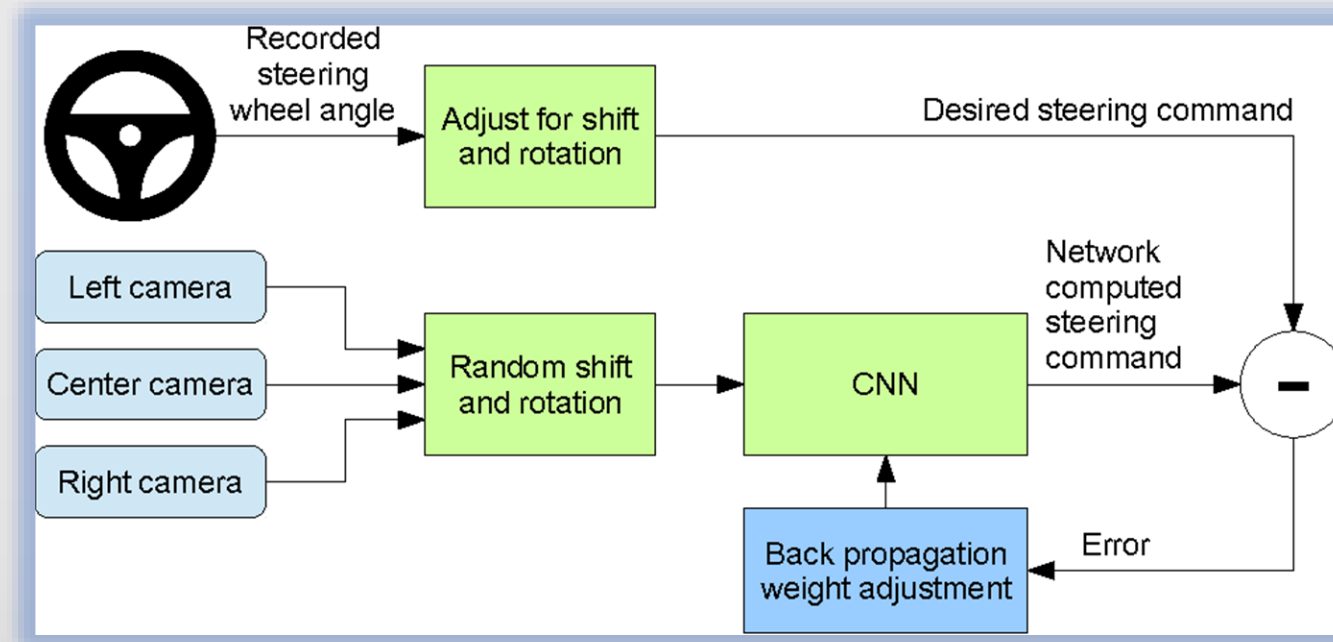 Recorded
steering
wheel angle
Adjust for shift
and rotation
Desired steering command
Left camera
Center camera
Right camera
Random shift
and rotation
CNN
Network
computed
steering
command
-
Back propagation
weight adjustment
Error